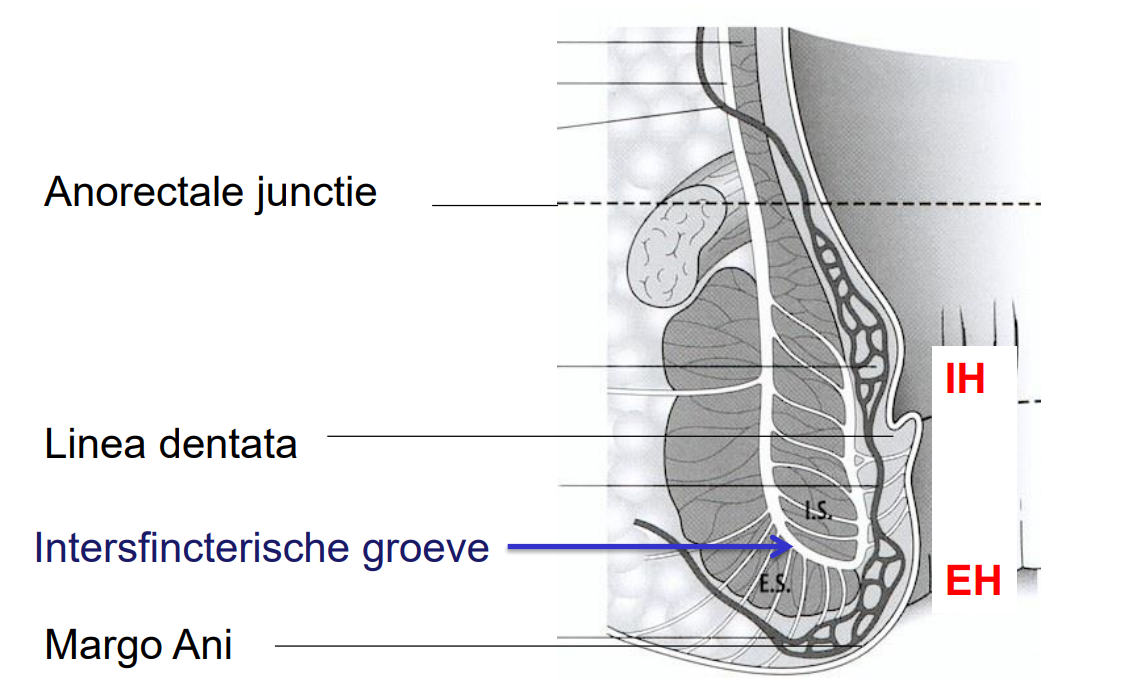 Anorectale junctie
IH
Linea dentata
I.S.
Intersfincterische groeve
E.S.
EH
Margo Ani